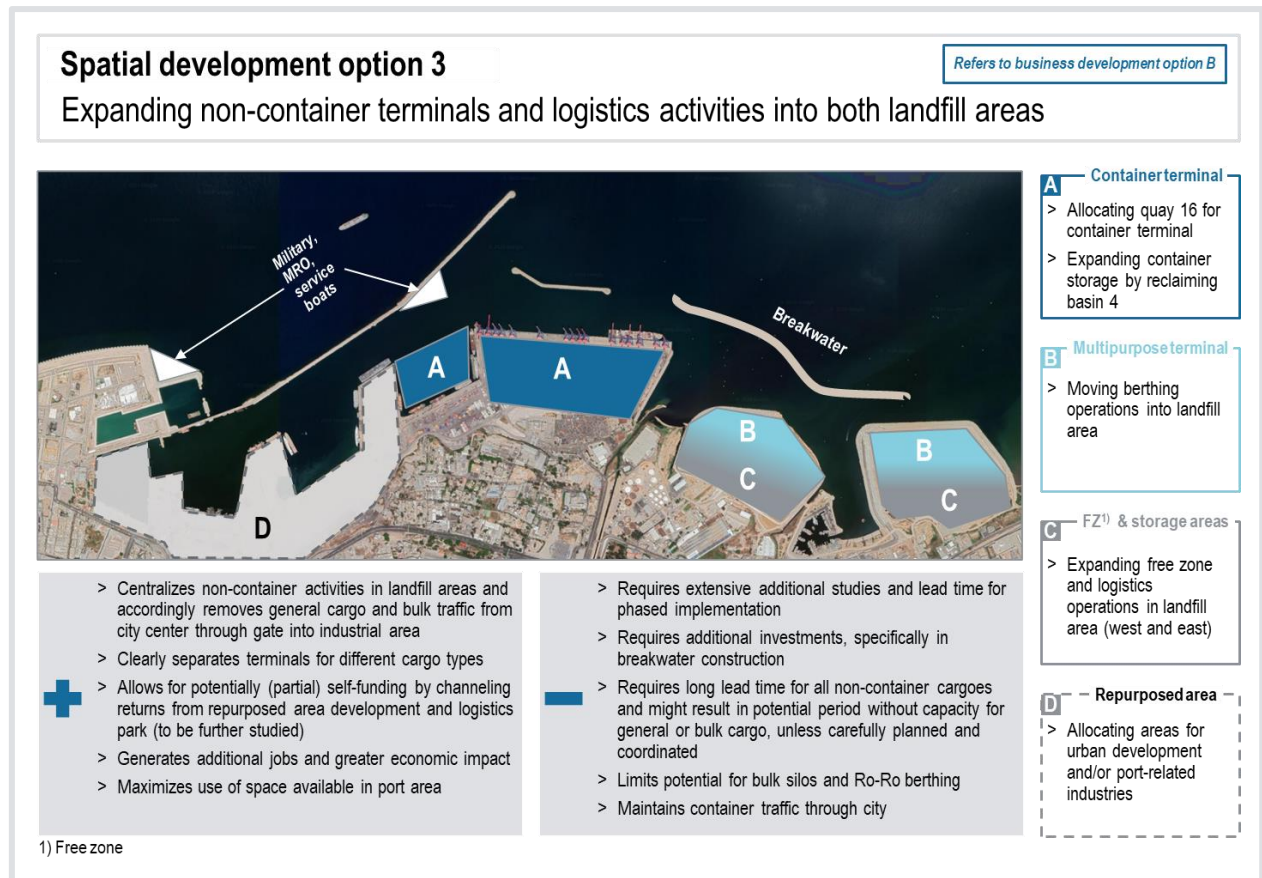 Spatial development option 3
Refers to business development option B
Expanding non-container terminals and logistics activities into both landfill areas
Military,
MRO,
service
boats
Breakwater
A
A
B
C
B
C
D
A
Container terminal
> Allocating quay 16 for
container terminal
> Expanding container
storage by reclaiming
basin 4
B
Multipurpose terminal
> Moving berthing
operations into landfill
area
C
FZ¹⁾ & storage areas
> Expanding free zone
and logistics
operations in landfill
area (west and east)
D
Repurposed area
> Allocating areas for
urban development
and/or port-related
industries
> Centralizes non-container activities in landfill areas and
accordingly removes general cargo and bulk traffic from
city center through gate into industrial area
> Clearly separates terminals for different cargo types
> Allows for potentially (partial) self-funding by channeling
returns from repurposed area development and logistics
park (to be further studied)
> Generates additional jobs and greater economic impact
> Maximizes use of space available in port area
> Requires extensive additional studies and lead time for
phased implementation
> Requires additional investments, specifically in
breakwater construction
> Requires long lead time for all non-container cargoes
and might result in potential period without capacity for
general or bulk cargo, unless carefully planned and
coordinated
> Limits potential for bulk silos and Ro-Ro berthing
> Maintains container traffic through city
1) Free zone